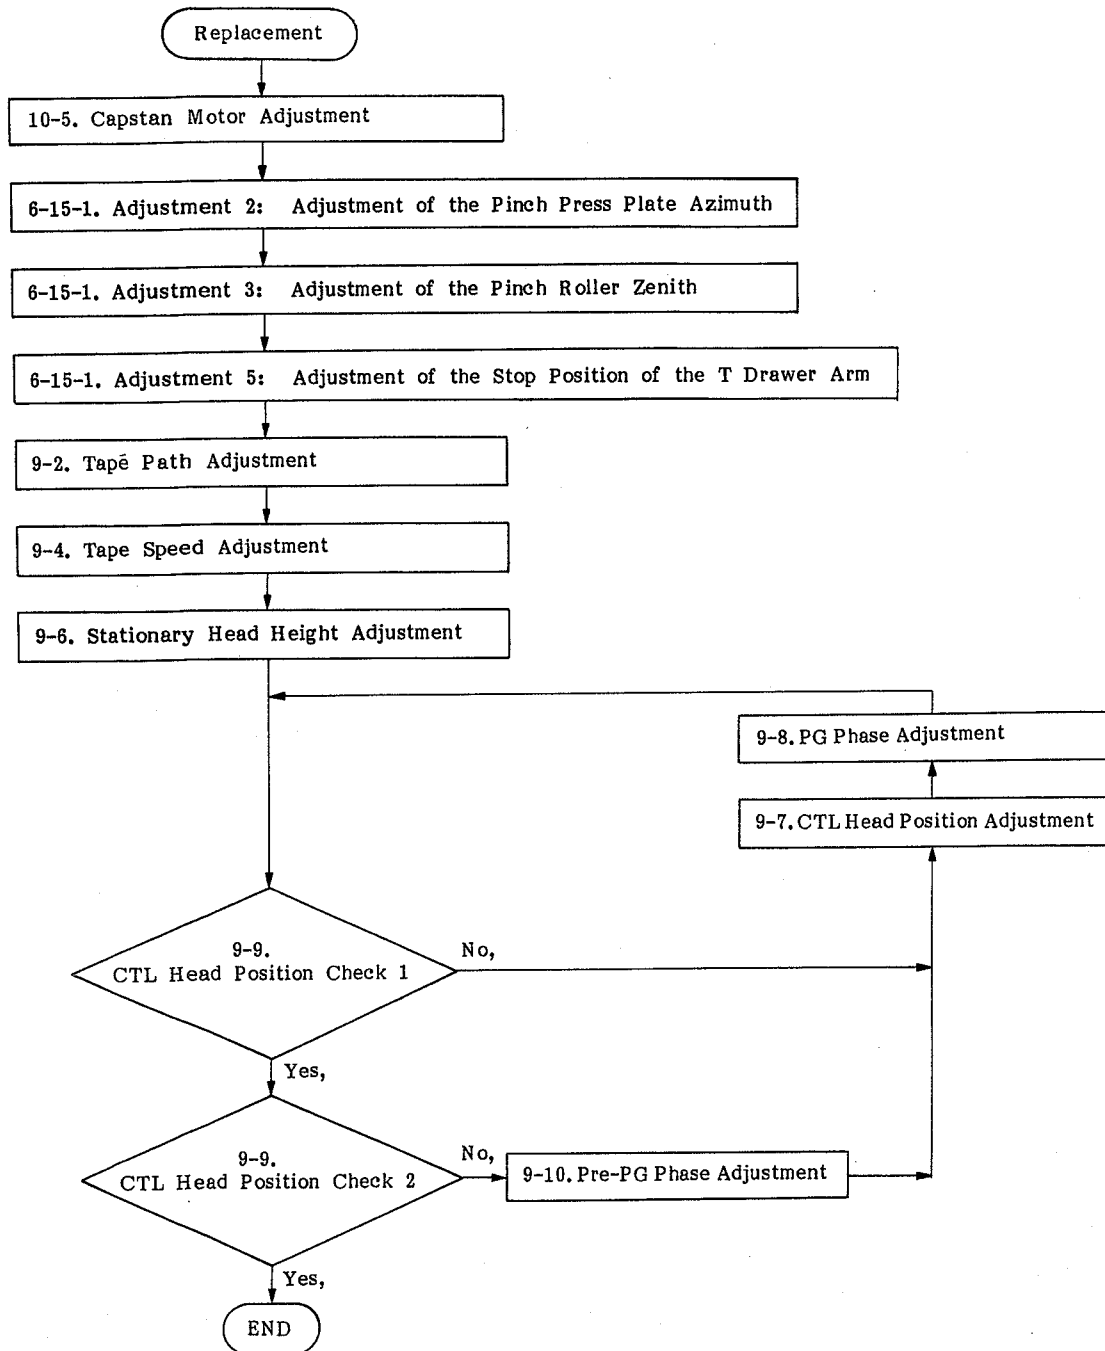 Replacement
10-5. Capstan Motor Adjustment
6-15-1. Adjustment 2: Adjustment of the Pinch Press Plate Azimuth
6-15-1. Adjustment 3: Adjustment of the Pinch Roller Zenith
6-15-1. Adjustment 5: Adjustment of the Stop Position of the T Drawer Arm
9-2. Tape Path Adjustment
9-4. Tape Speed Adjustment
9-6. Stationary Head Height Adjustment
9-8. PG Phase Adjustment
9-7. CTL Head Position Adjustment
9-9.
CTL Head Position Check 1
No,
Yes,
9-9.
CTL Head Position Check 2
No,
9-10. Pre-PG Phase Adjustment
Yes,
END